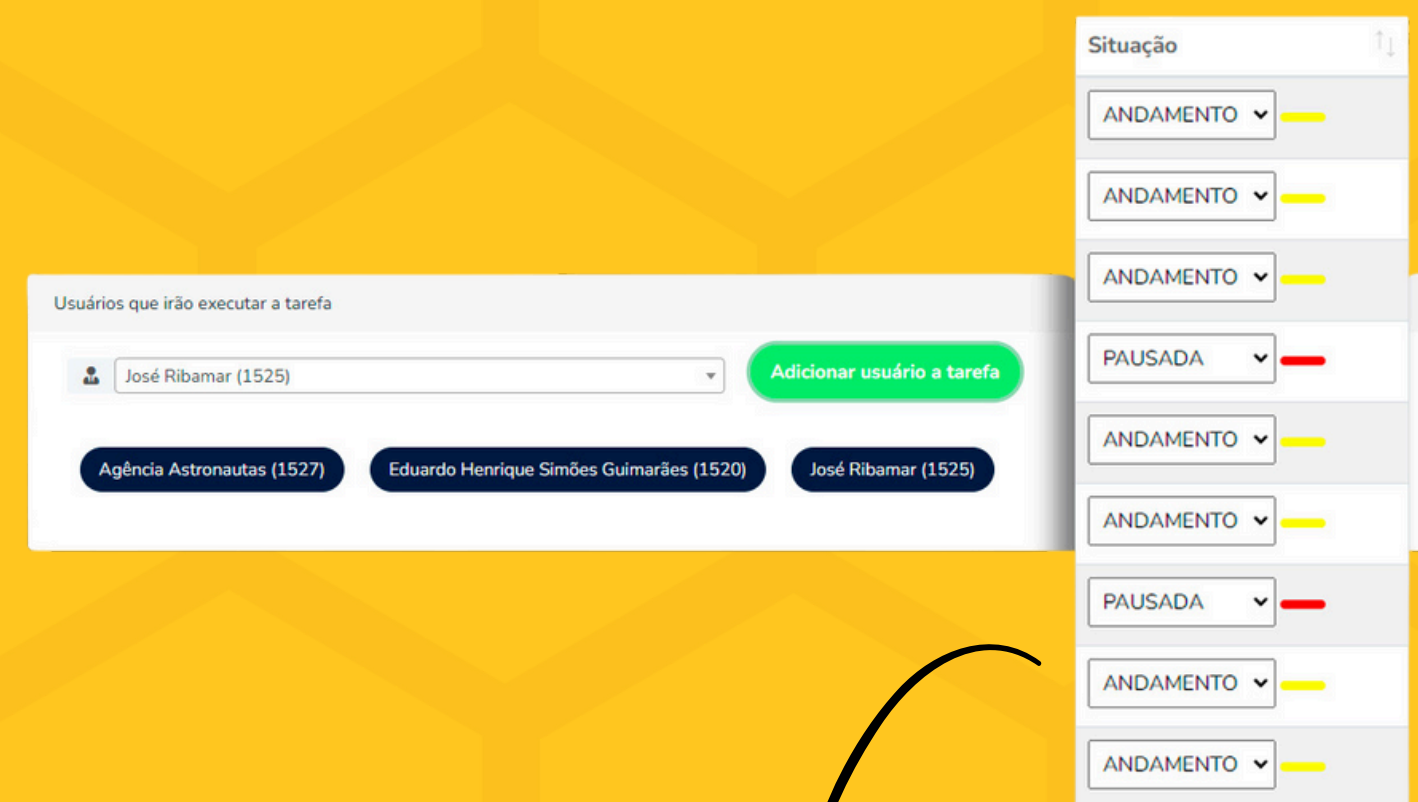 Situação
ANDAMENTO
ANDAMENTO
ANDAMENTO
PAUSADA
ANDAMENTO
ANDAMENTO
PAUSADA
ANDAMENTO
ANDAMENTO
Usuários que irão executar a tarefa
José Ribamar (1525)
Adicionar usuário a tarefa
Agência Astronautas (1527)
Eduardo Henrique Simões Guimarães (1520)
José Ribamar (1525)